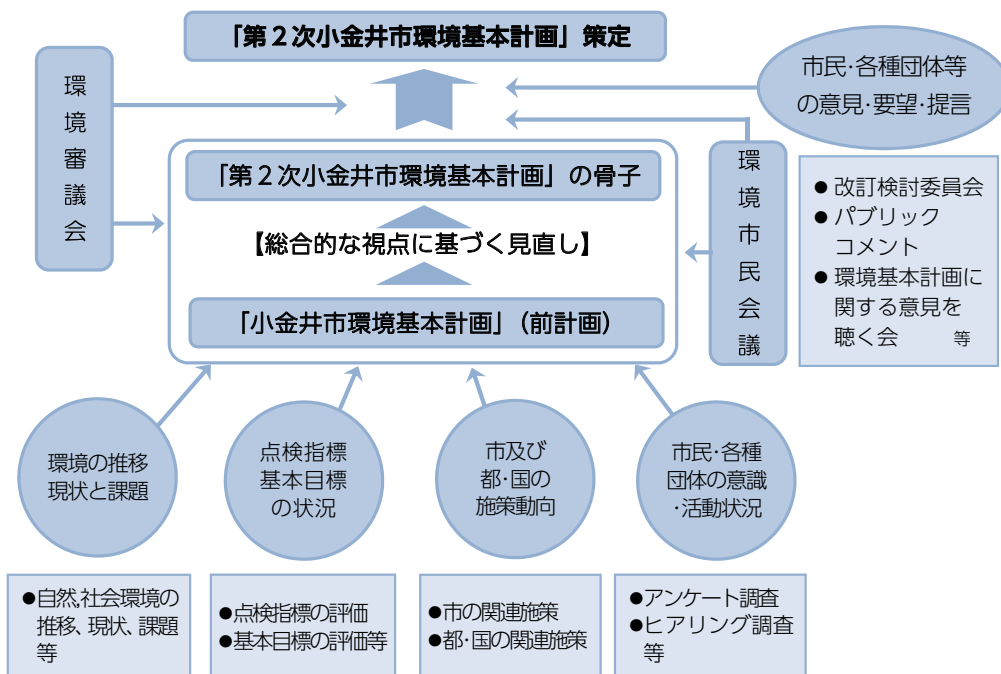 「第２次小金井市環境基本計画」策定
環境審議会
市民・各種団体等
の意見・要望・提言
「第２次小金井市環境基本計画」の骨子
【総合的な視点に基づく見直し】
「小金井市環境基本計画」（前計画）
環境市民会議
● 改訂検討委員会
● パブリック
コメント
● 環境基本計画に
関する意見を
聴く会　等
環境の推移
現状と課題
点検指標
基本目標
の状況
市及び
都・国の
施策動向
市民・各種
団体の意識
・活動状況
●自然,社会環境の
推移、現状、課題
等
●点検指標の評価
●基本目標の評価等
●市の関連施策
●都・国の関連施策
●アンケート調査
●ヒアリング調査
等